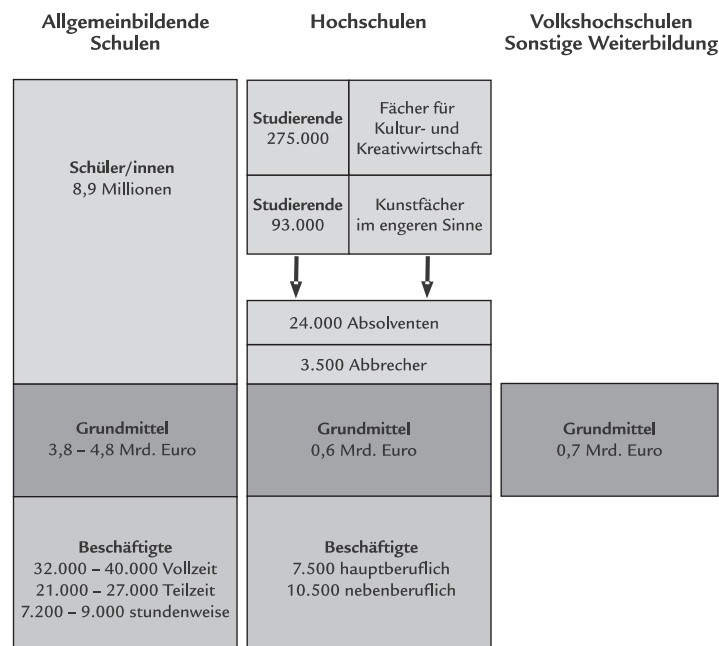 Allgemeinbildende
Schulen
Hochschulen
Volkshochschulen
Sonstige Weiterbildung
Schüler/innen
8,9 Millionen
Studierende
275.000
Fächer für
Kultur- und
Kreativwirtschaft
Studierende
93.000
Kunstfächer
im engeren Sinne
24.000 Absolventen
3.500 Abbrecher
Grundmittel
3,8 – 4,8 Mrd. Euro
Grundmittel
0,6 Mrd. Euro
Grundmittel
0,7 Mrd. Euro
Beschäftigte
32.000 – 40.000 Vollzeit
21.000 – 27.000 Teilzeit
7.200 – 9.000 stundenweise
Beschäftigte
7.500 hauptberuflich
10.500 nebenberuflich